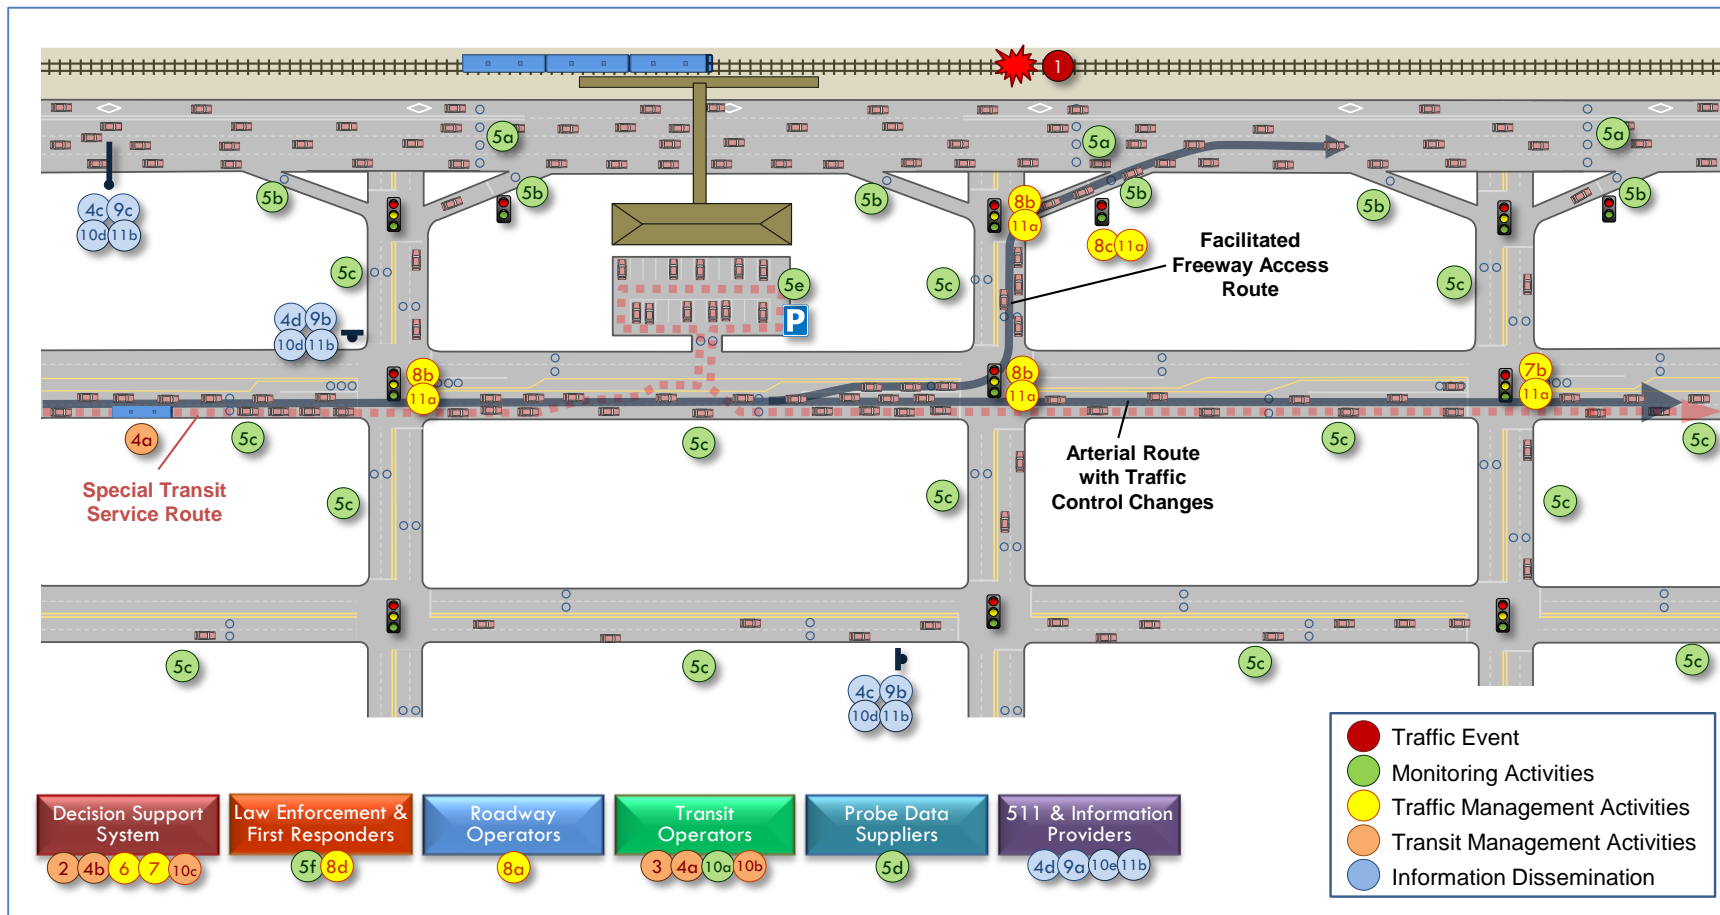 1
5a
5a
5a
5b
5b
5b
5b
5b
5b
4c 9c
10d 11b
8b
11a
8c 11a
Facilitated
Freeway Access
Route
5c
5e
5c
5c
P
4d 9b
10d 11b
8b
11a
8b
11a
7b
11a
4a
5c
5c
5c
5c
Special Transit
Service Route
Arterial Route
with Traffic
Control Changes
5c
5c
5c
5c
5c
5c
5c
4c 9b
10d 11b
Traffic Event
Monitoring Activities
Traffic Management Activities
Transit Management Activities
Information Dissemination
Decision Support
System
2 4b 6 7 10c
Law Enforcement &
First Responders
5f 8d
Roadway
Operators
8a
Transit
Operators
3 4a 10a 10b
Probe Data
Suppliers
5d
511 & Information
Providers
4d 9a 10e 11b